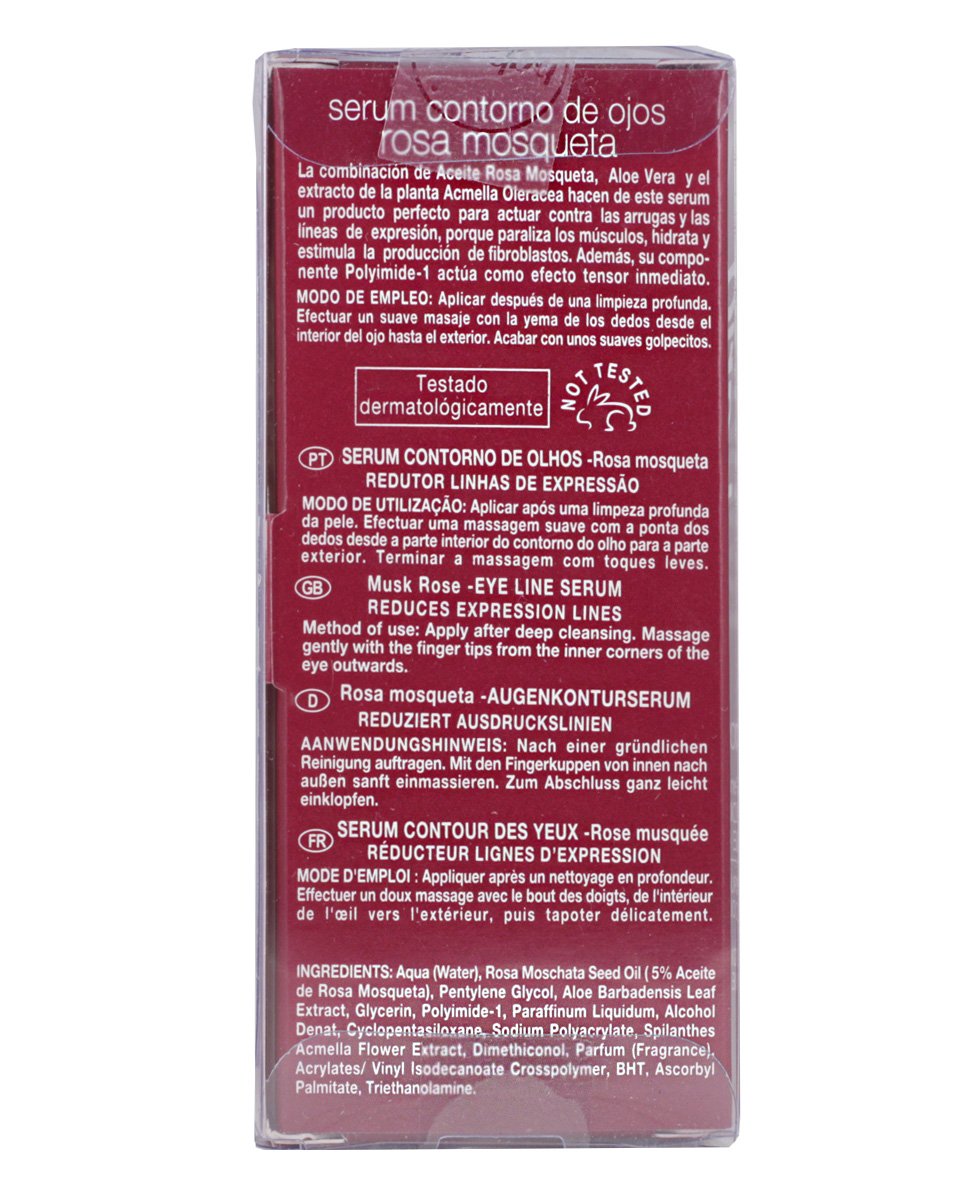 serum contorno de ojos
rosa mosqueta
La combinación de Aceite Rosa Mosqueta, Aloe Vera y el
extracto de la planta Acmella Oleracea hacen de este serum
un producto perfecto para actuar contra las arrugas y las
líneas de expresión, porque paraliza los músculos, hidrata y
estimula la producción de fibroblastos. Además, su compo-
nente Polyimide-1 actúa como efecto tensor inmediato.
MODO DE EMPLEO: Aplicar después de una limpieza profunda.
Efectuar un suave masaje con la yema de los dedos desde el
interior del ojo hasta el exterior. Acabar con unos suaves golpecitos.
Testado
dermatológicamente
NOT TESTED
PT SERUM CONTORNO DE OLHOS -Rosa mosqueta
REDUTOR LINHAS DE EXPRESSÃO
MODO DE UTILIZAÇÃO: Aplicar após uma limpeza profunda
da pele. Efectuar uma massagem suave com a ponta dos
dedos desde a parte interior do contorno do olho para a parte
exterior. Terminar a massagem com toques leves.
GB Musk Rose -EYE LINE SERUM
REDUCES EXPRESSION LINES
Method of use: Apply after deep cleansing. Massage
gently with the finger tips from the inner corners of the
eye outwards.
D Rosa mosqueta -AUGENKONTURSERUM
REDUZIERT AUSDRUCKSLINIEN
AANWENDUNGSHINWEIS: Nach einer gründlichen
Reinigung auftragen. Mit den Fingerkuppen von innen nach
außen sanft einmassieren. Zum Abschluss ganz leicht
einklopfen.
FR SERUM CONTOUR DES YEUX -Rose musquée
RÉDUCTEUR LIGNES D'EXPRESSION
MODE D'EMPLOI : Appliquer après un nettoyage en profondeur.
Effectuer un doux massage avec le bout des doigts, de l'intérieur
de l'œil vers l'extérieur, puis tapoter délicatement.
INGREDIENTS: Aqua (Water), Rosa Moschata Seed Oil ( 5% Aceite
de Rosa Mosqueta), Pentylene Glycol, Aloe Barbadensis Leaf
Extract, Glycerin, Polyimide-1, Paraffinum Liquidum, Alcohol
Denat, Cyclopentasiloxane, Sodium Polyacrylate, Spilanthes
Acmella Flower Extract, Dimethiconol, Parfum (Fragrance),
Acrylates/ Vinyl Isodecanoate Crosspolymer, BHT, Ascorbyl
Palmitate, Triethanolamine.